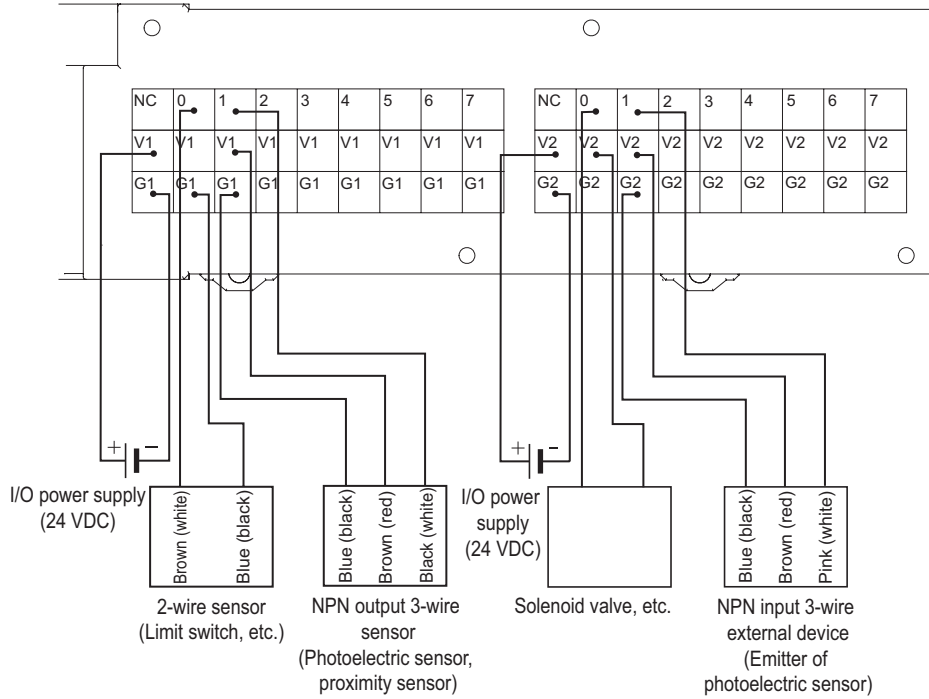 NC 0 1 2 3 4 5 6 7
V1 V1 V1 V1 V1 V1 V1 V1 V1
G1 G1 G1 G1 G1 G1 G1 G1 G1
NC 0 1 2 3 4 5 6 7
V2 V2 V2 V2 V2 V2 V2 V2 V2
G2 G2 G2 G2 G2 G2 G2 G2 G2
+ −
I/O power supply
(24 VDC)
Brown (white)
Blue (black)
2-wire sensor
(Limit switch, etc.)
Blue (black)
Brown (red)
Black (white)
NPN output 3-wire
sensor
(Photoelectric sensor,
proximity sensor)
+ −
I/O power
supply
(24 VDC)
Solenoid valve, etc.
Blue (black)
Brown (red)
Pink (white)
NPN input 3-wire
external device
(Emitter of
photoelectric sensor)